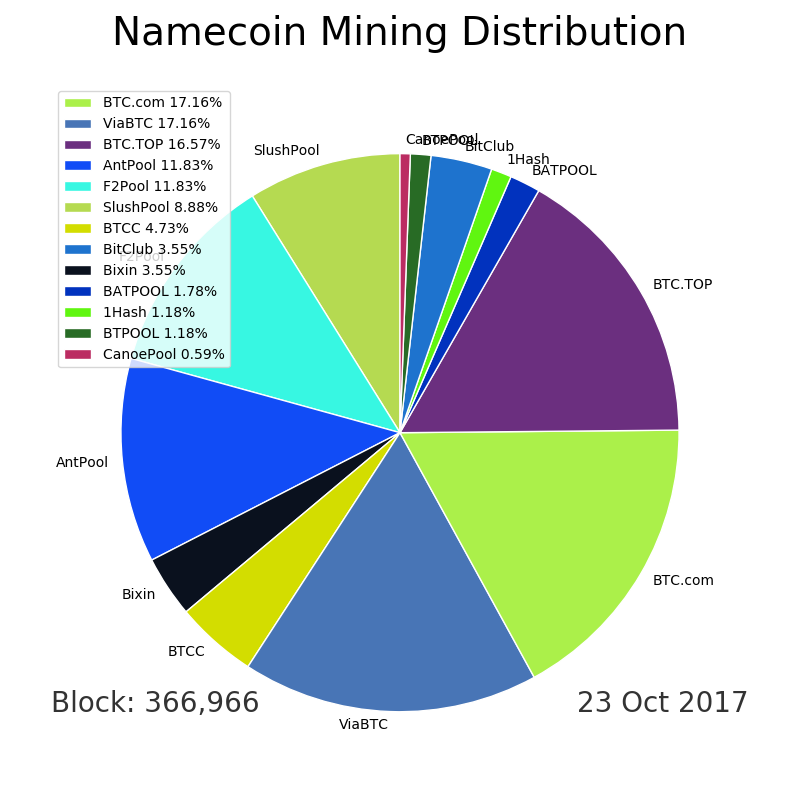 Namecoin Mining Distribution
BTC.com 17.16%
ViaBTC 17.16%
BTC.TOP 16.57%
AntPool 11.83%
F2Pool 11.83%
SlushPool 8.88%
BTCC 4.73%
BitClub 3.55%
Bixin 3.55%
BATPOOL 1.78%
1Hash 1.18%
BTPOOL 1.18%
CanoePool 0.59%
CanoePool
BTPOOL
BitClub
1Hash
BATPOOL
SlushPool
F2Pool
BTC.TOP
AntPool
BTC.com
Bixin
BTCC
ViaBTC
Block: 366,966
23 Oct 2017